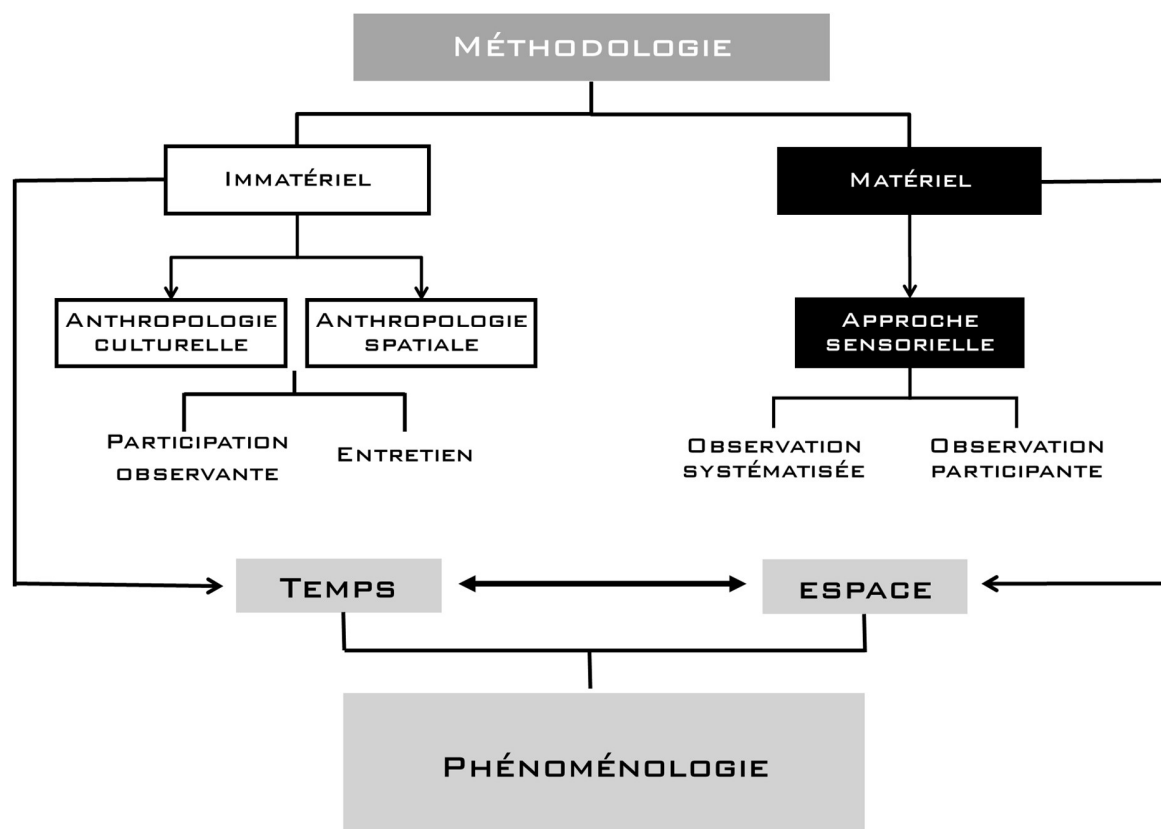 Méthodologie
Immatériel
Matériel
Anthropologie
culturelle
Anthropologie
spatiale
Approche
sensorielle
Participation
observante
Entretien
Observation
systématisée
Observation
participante
Temps
espace
Phénoménologie